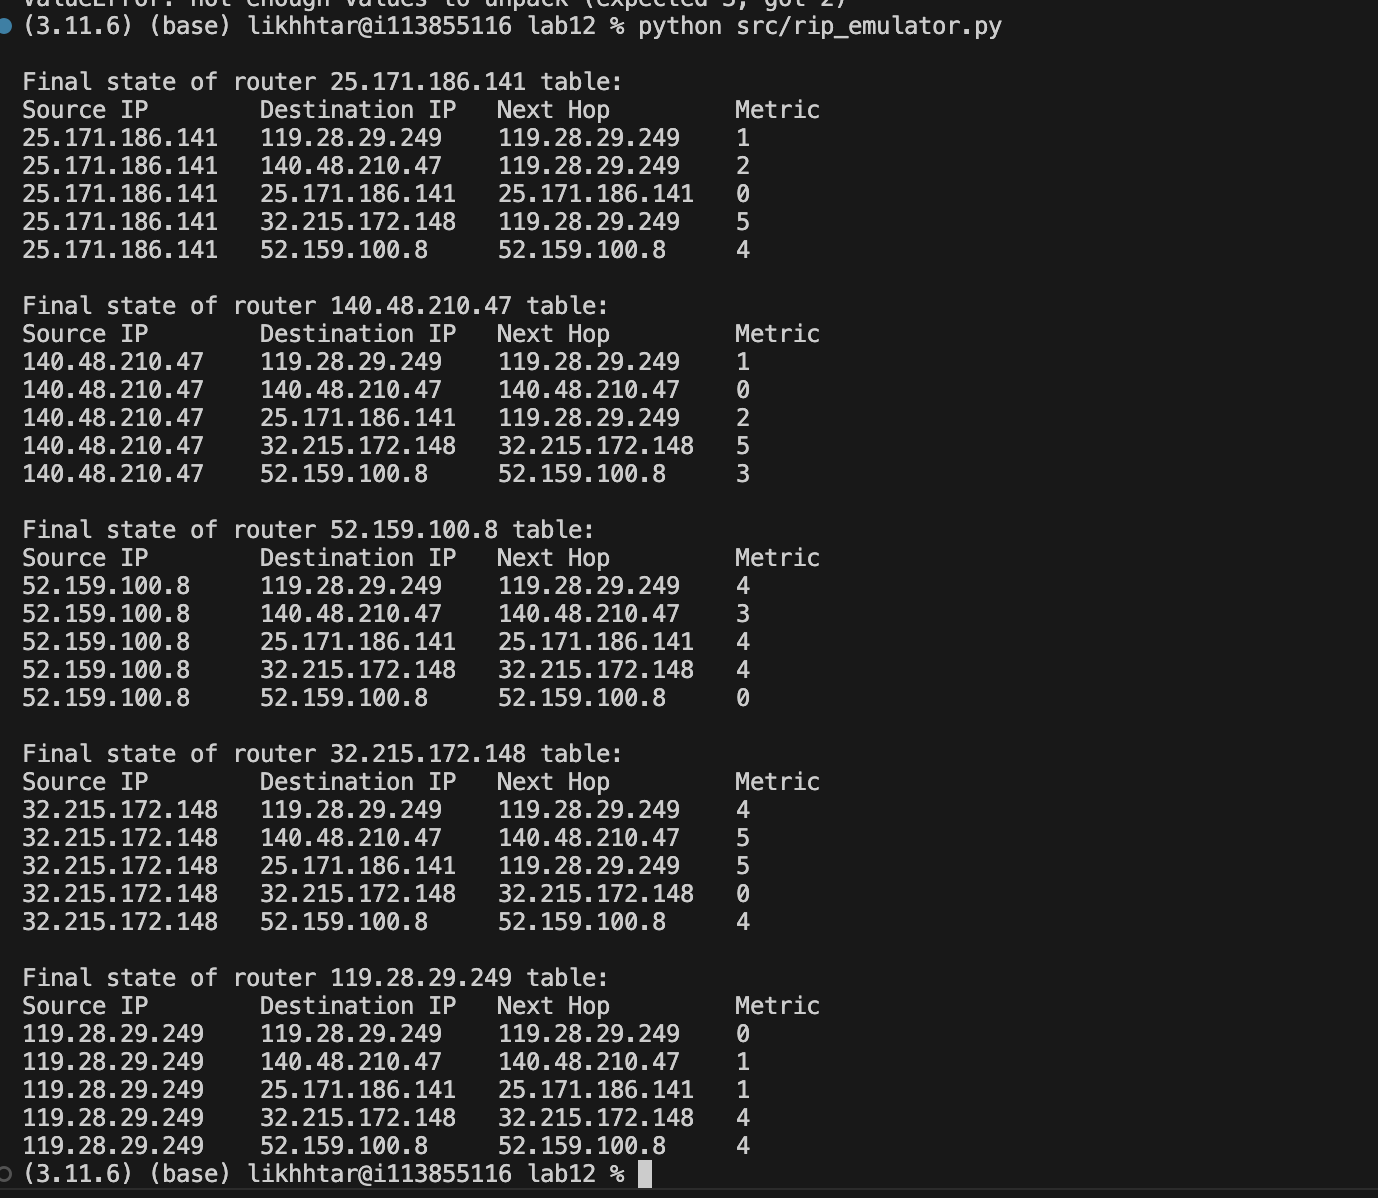 ValueError: not enough values to unpack (expected 3, got 2)
(3.11.6) (base) likhhtar@i113855116 lab12 % python src/rip_emulator.py
Final state of router 25.171.186.141 table:
Source IP Destination IP Next Hop Metric
25.171.186.141 119.28.29.249 119.28.29.249 1
25.171.186.141 140.48.210.47 119.28.29.249 2
25.171.186.141 25.171.186.141 25.171.186.141 0
25.171.186.141 32.215.172.148 119.28.29.249 5
25.171.186.141 52.159.100.8 52.159.100.8 4
Final state of router 140.48.210.47 table:
Source IP Destination IP Next Hop Metric
140.48.210.47 119.28.29.249 119.28.29.249 1
140.48.210.47 140.48.210.47 140.48.210.47 0
140.48.210.47 25.171.186.141 119.28.29.249 2
140.48.210.47 32.215.172.148 32.215.172.148 5
140.48.210.47 52.159.100.8 52.159.100.8 3
Final state of router 52.159.100.8 table:
Source IP Destination IP Next Hop Metric
52.159.100.8 119.28.29.249 119.28.29.249 4
52.159.100.8 140.48.210.47 140.48.210.47 3
52.159.100.8 25.171.186.141 25.171.186.141 4
52.159.100.8 32.215.172.148 32.215.172.148 4
52.159.100.8 52.159.100.8 52.159.100.8 0
Final state of router 32.215.172.148 table:
Source IP Destination IP Next Hop Metric
32.215.172.148 119.28.29.249 119.28.29.249 4
32.215.172.148 140.48.210.47 140.48.210.47 5
32.215.172.148 25.171.186.141 119.28.29.249 5
32.215.172.148 32.215.172.148 32.215.172.148 0
32.215.172.148 52.159.100.8 52.159.100.8 4
Final state of router 119.28.29.249 table:
Source IP Destination IP Next Hop Metric
119.28.29.249 119.28.29.249 119.28.29.249 0
119.28.29.249 140.48.210.47 140.48.210.47 1
119.28.29.249 25.171.186.141 25.171.186.141 1
119.28.29.249 32.215.172.148 32.215.172.148 4
119.28.29.249 52.159.100.8 52.159.100.8 4
(3.11.6) (base) likhhtar@i113855116 lab12 %